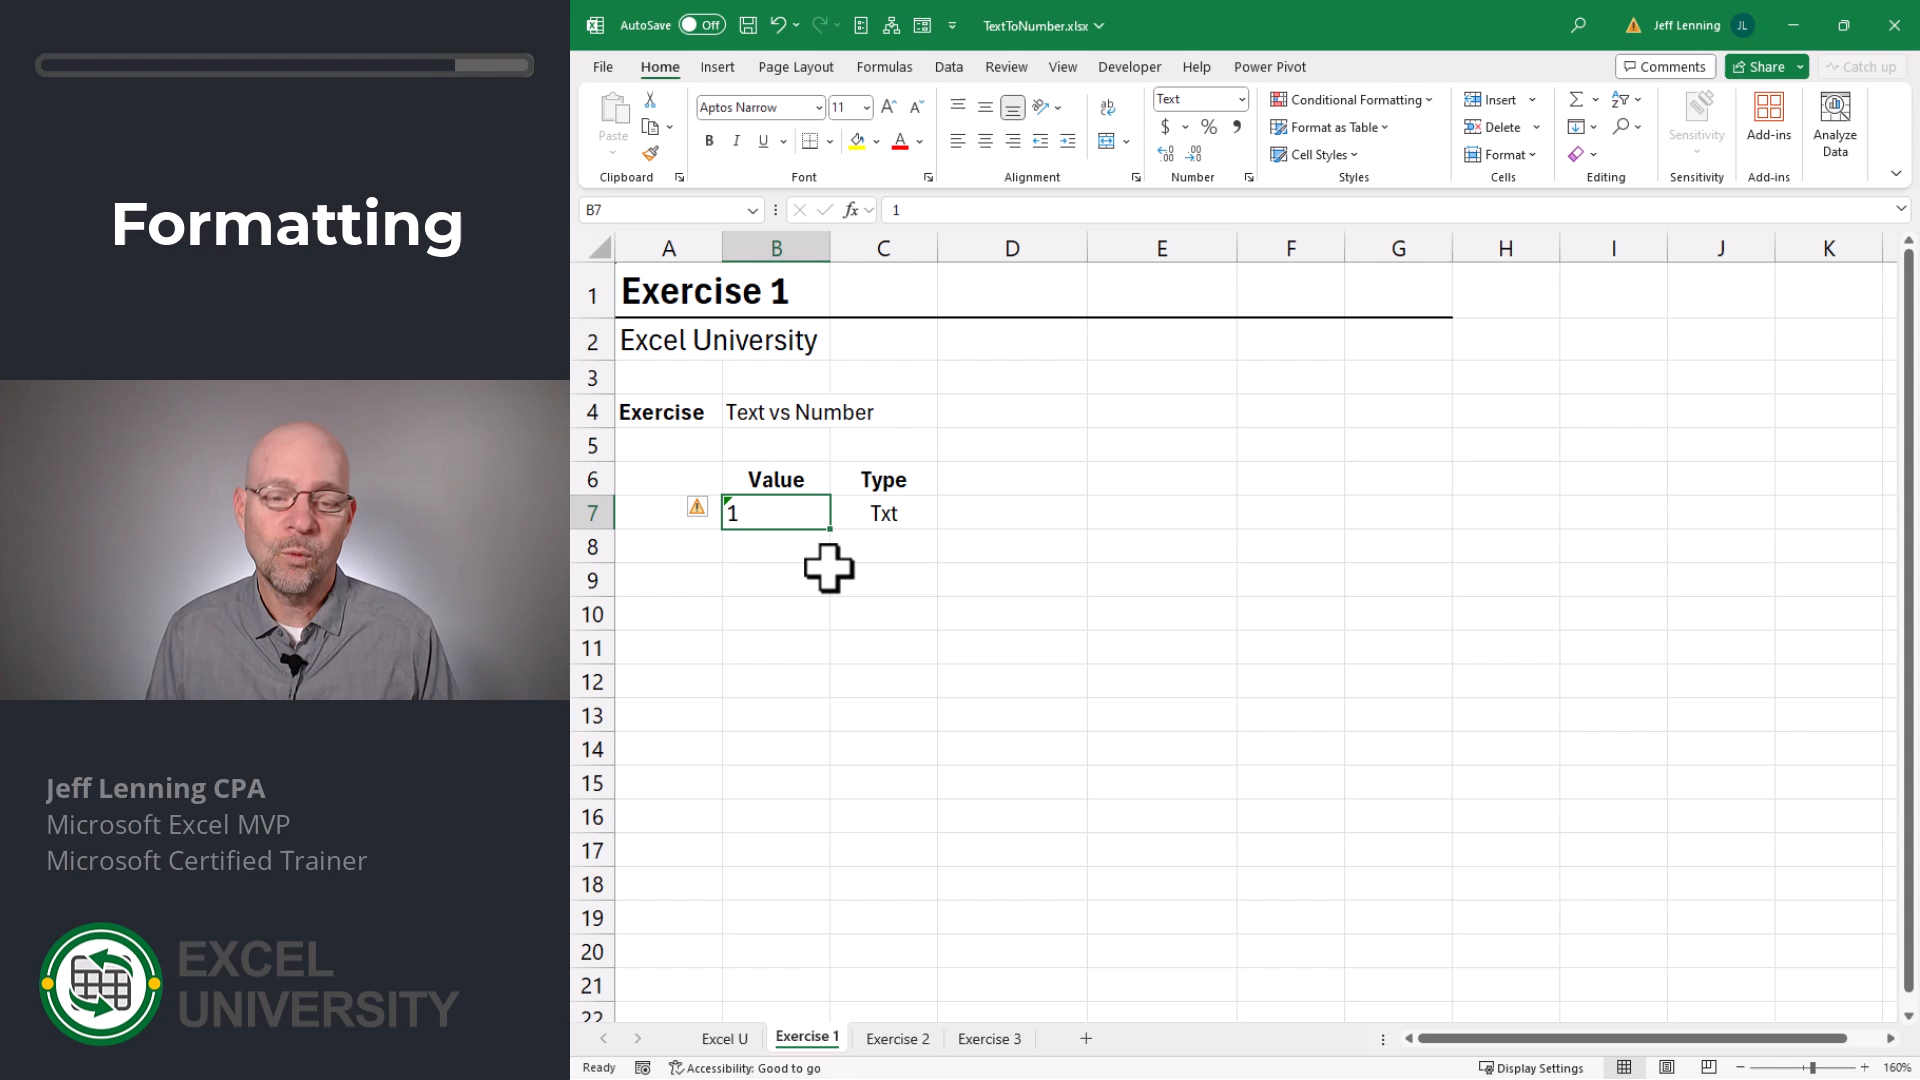 Formatting
Jeff Lenning CPA
Microsoft Excel MVP
Microsoft Certified Trainer
EXCEL
UNIVERSITY
AutoSave Off TextToNumber.xlsx Jeff Lenning JL
File Home Insert Page Layout Formulas Data Review View Developer Help Power Pivot Comments Share Catch up
Paste Aptos Narrow 11 Text Conditional Formatting Insert
B I U $ % Format as Table Delete Sensitivity Add-ins Analyze Data
Cell Styles Format
Clipboard Font Alignment Number Styles Cells Editing Sensitivity Add-ins
B7 fx 1
A B C D E F G H I J K
1 Exercise 1
2 Excel University
3
4 Exercise Text vs Number
5
6 Value Type
7 1 Txt
8
9
10
11
12
13
14
15
16
17
18
19
20
21
22
Excel U Exercise 1 Exercise 2 Exercise 3
Ready Accessibility: Good to go Display Settings 160%